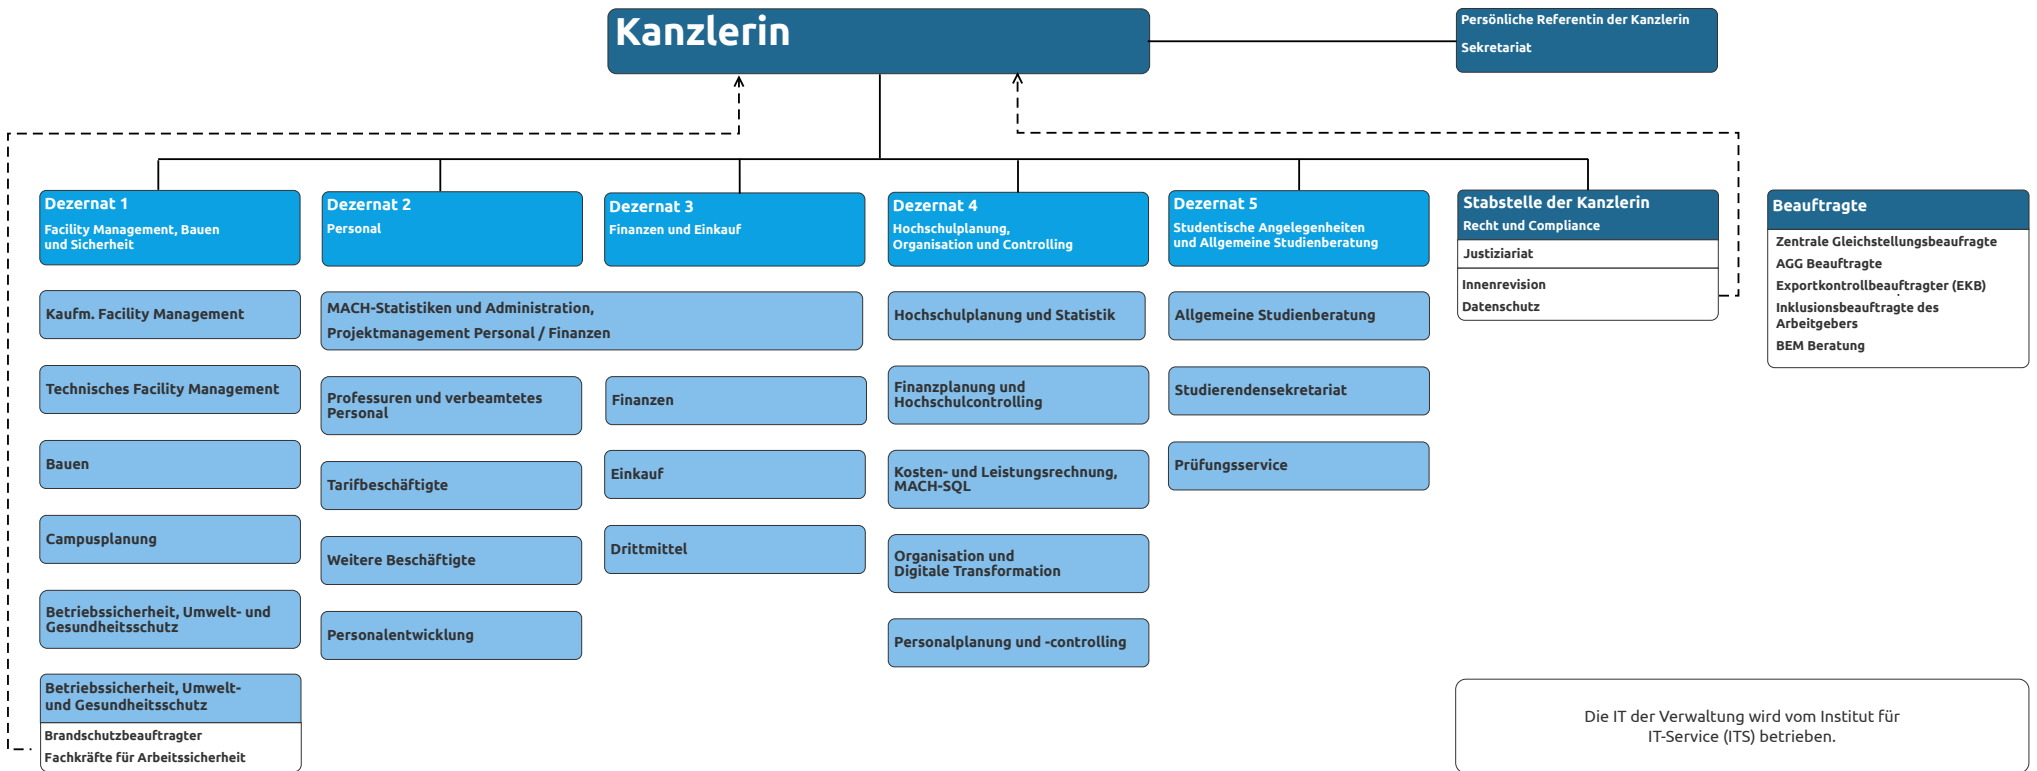 Kanzlerin
Persönliche Referentin der Kanzlerin
Sekretariat
Dezernat 1
Facility Management, Bauen
und Sicherheit
Kaufm. Facility Management
Technisches Facility Management
Bauen
Campusplanung
Betriebssicherheit, Umwelt- und
Gesundheitsschutz
Betriebssicherheit, Umwelt-
und Gesundheitsschutz
Brandschutzbeauftragter
Fachkräfte für Arbeitssicherheit
Dezernat 2
Personal
MACH-Statistiken und Administration,
Projektmanagement Personal / Finanzen
Professuren und verbeamtetes
Personal
Tarifbeschäftigte
Weitere Beschäftigte
Personalentwicklung
Dezernat 3
Finanzen und Einkauf
Finanzen
Einkauf
Drittmittel
Dezernat 4
Hochschulplanung,
Organisation und Controlling
Hochschulplanung und Statistik
Finanzplanung und
Hochschulcontrolling
Kosten- und Leistungsrechnung,
MACH-SQL
Organisation und
Digitale Transformation
Personalplanung und -controlling
Dezernat 5
Studentische Angelegenheiten
und Allgemeine Studienberatung
Allgemeine Studienberatung
Studierendensekretariat
Prüfungsservice
Stabstelle der Kanzlerin
Recht und Compliance
Justiziariat
Innenrevision
Datenschutz
Beauftragte
Zentrale Gleichstellungsbeaufragte
AGG Beauftragte
Exportkontrollbeauftragter (EKB)
Inklusionsbeauftragte des
Arbeitgebers
BEM Beratung
Die IT der Verwaltung wird vom Institut für
IT-Service (ITS) betrieben.